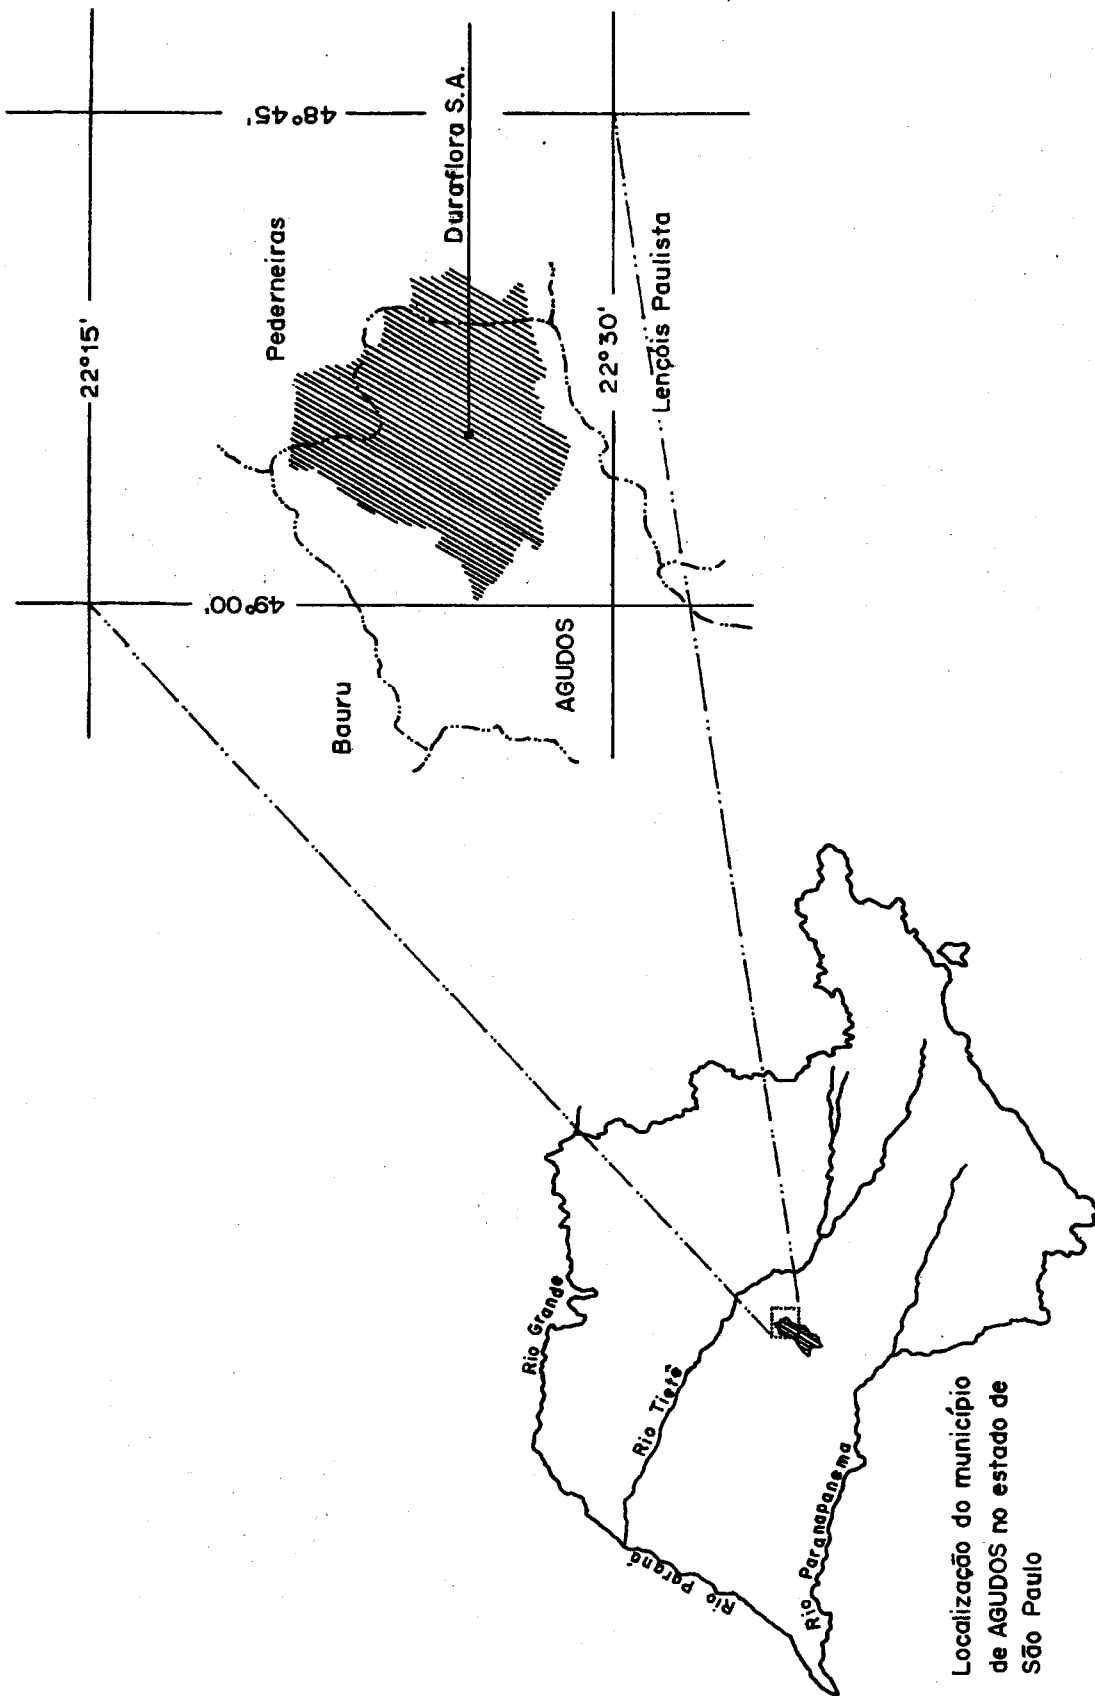 22°15'
48°45'
Pederneiras
Duraflora S.A.
22°30'
Lençóis Paulista
49°00'
Bauru
AGUDOS
Rio Grande
Rio Tietê
Rio Paraná
Rio Paranapanema
Localização do município
de AGUDOS no estado de
São Paulo